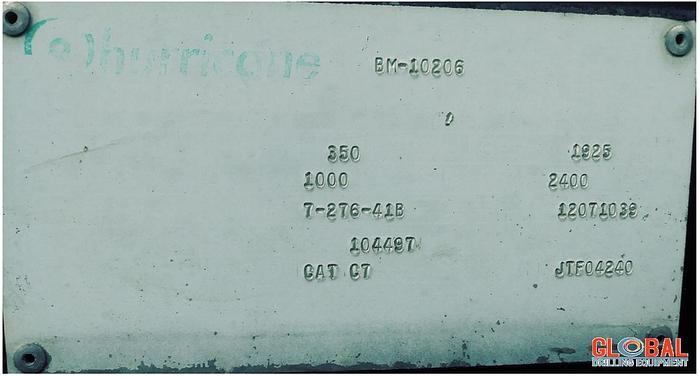 hurricane
BM-10206
0
350 1925
1000 2400
7-276-41B 12071039
104497
CAT C7 JTF04240
GLOBAL
DRILLING EQUIPMENT